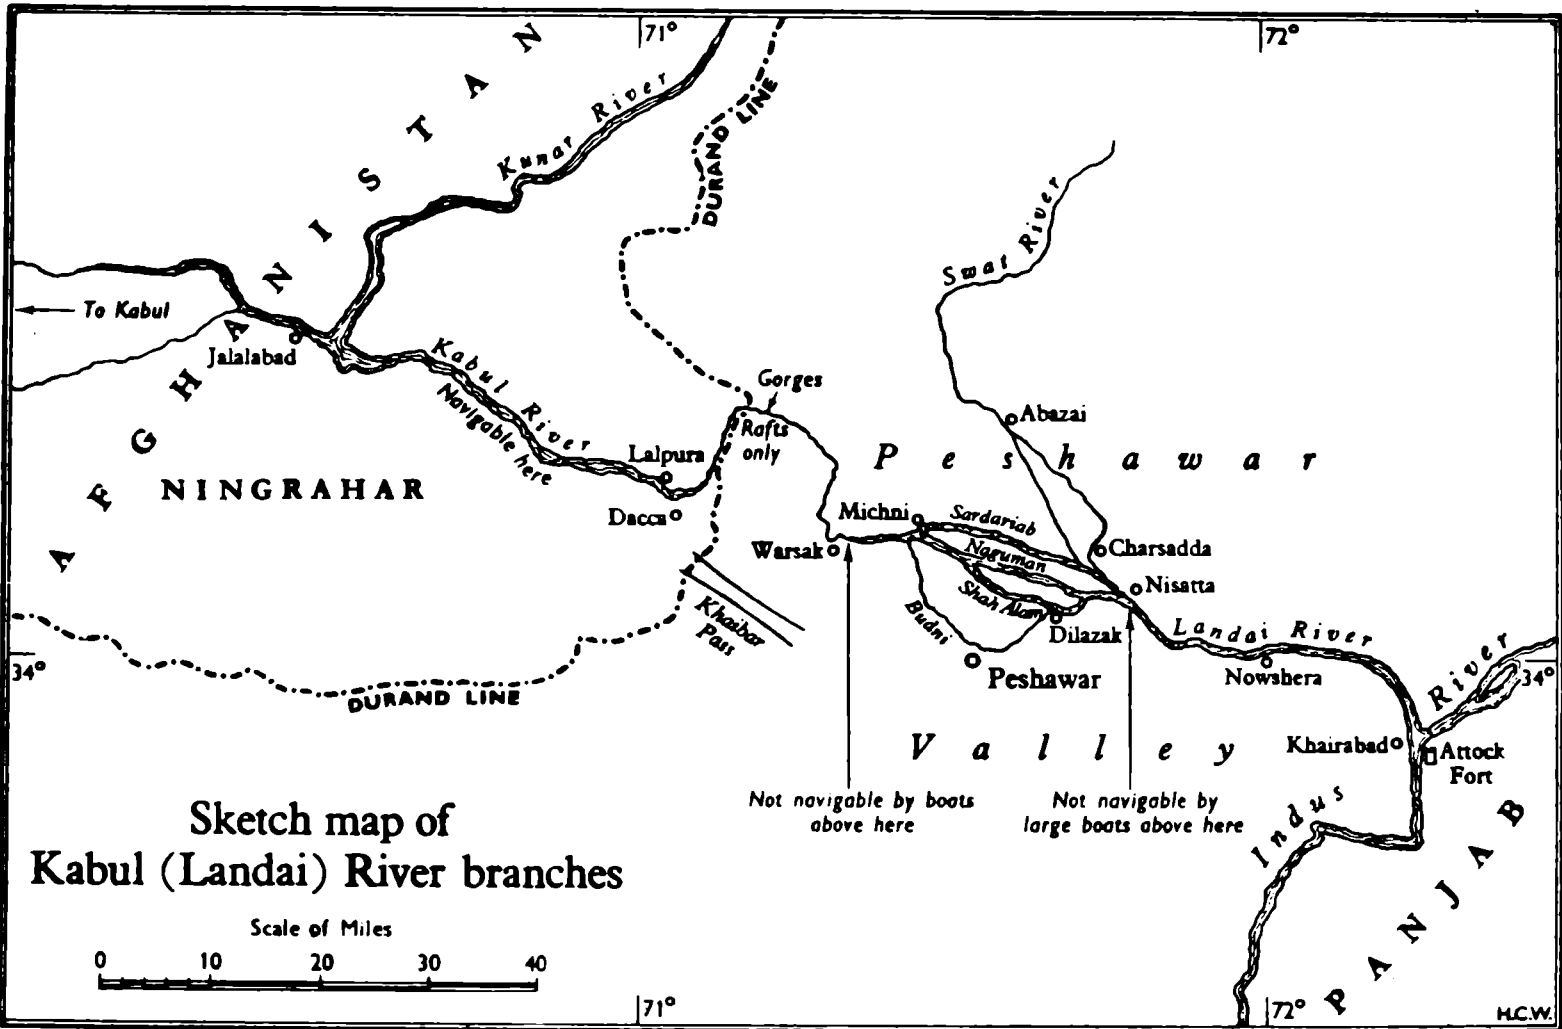 71°
72°
AFGHANISTAN
Kunar River
DURAND LINE
Swat River
To Kabul
Jalalabad
Kabul River
Navigable here
Gorges
Rafts
only
Abazai
Lalpura
Peshawar
NINGRAHAR
Dacca
Michni
Sardariab
Warsak
Naguman
Charsadda
Shah Alam
Nisatta
Budni
Khaibar
Pass
Dilazak
Landai River
34°
Peshawar
Nowshera
34°
DURAND LINE
Valley
Khairabad
Attock
Fort
Indus River
Not navigable by boats
above here
Not navigable by
large boats above here
PANJAB
Sketch map of
Kabul (Landai) River branches
Scale of Miles
0 10 20 30 40
71°
72°
H.C.W.